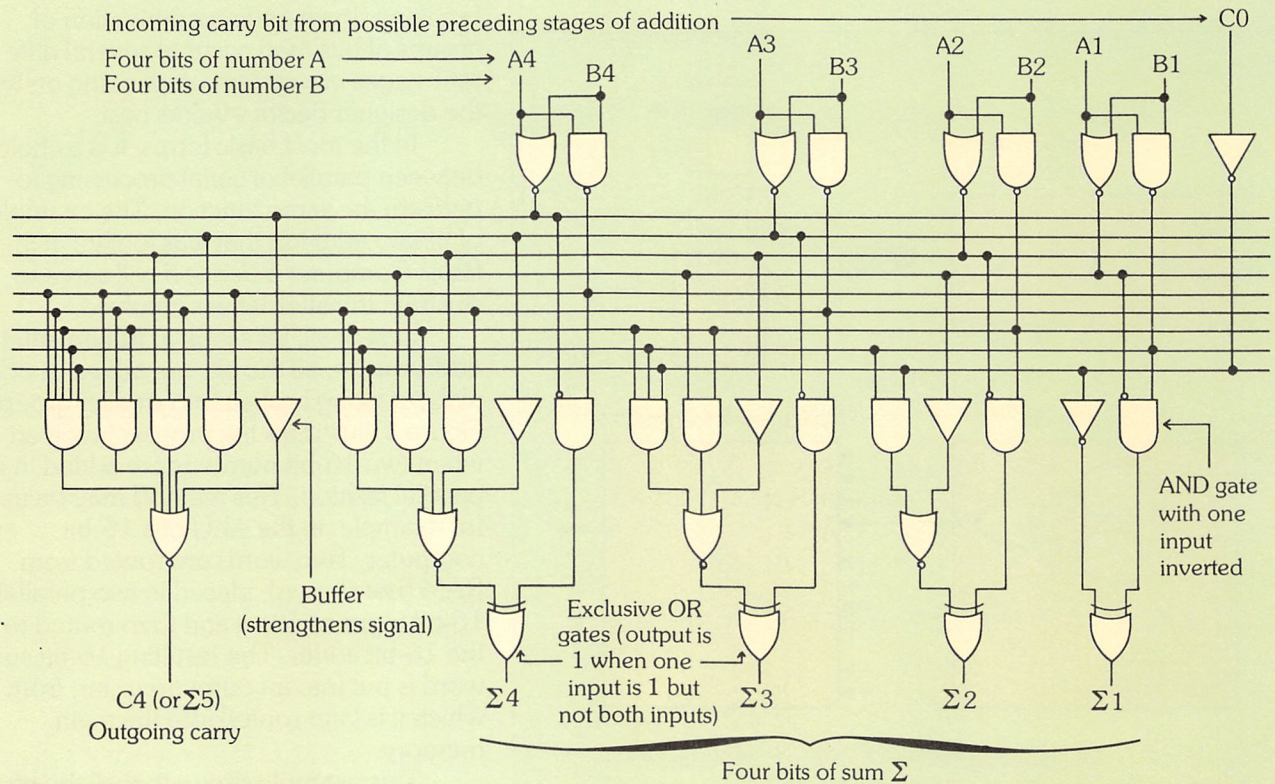 Incoming carry bit from possible preceding stages of addition
C0
Four bits of number A
Four bits of number B
A4
B4
A3
B3
A2
B2
A1
B1
AND gate
with one
input
inverted
Buffer
(strengthens signal)
Exclusive OR
gates (output is
1 when one
input is 1 but
not both inputs)
C4 (or Σ5)
Outgoing carry
Σ4
Σ3
Σ2
Σ1
Four bits of sum Σ